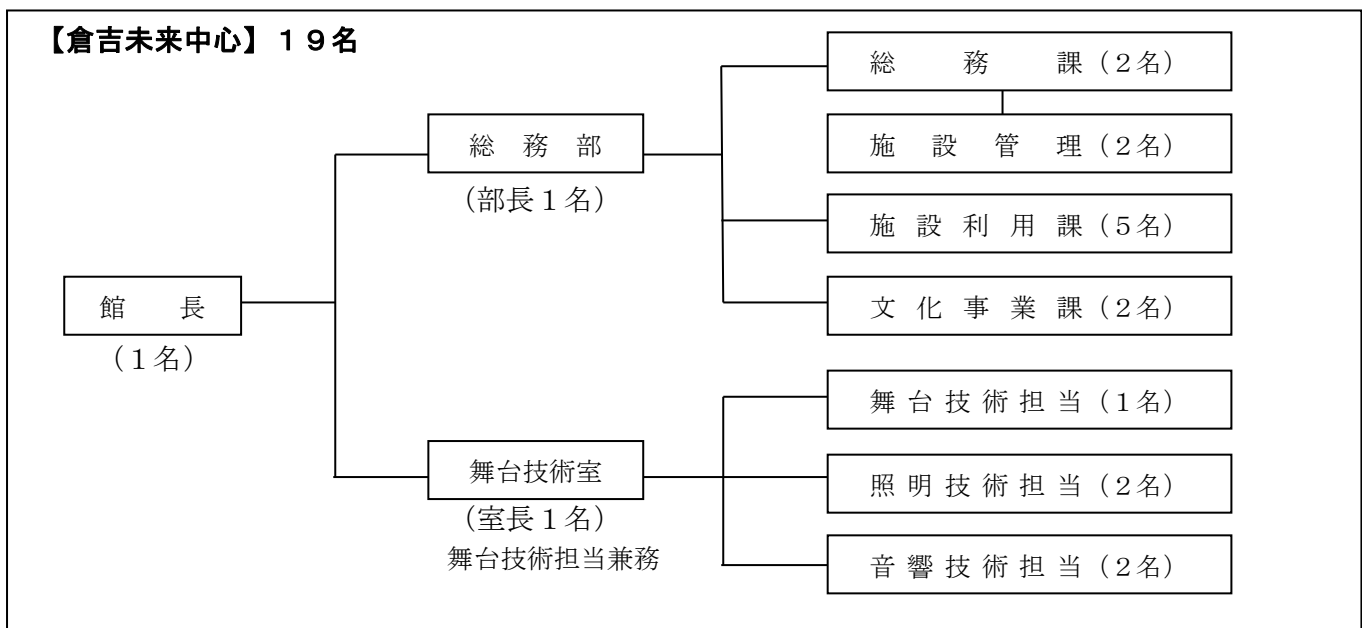 【倉吉未来中心】１９名
総務課（２名）
総務部
施設管理（２名）
（部長１名）
施設利用課（５名）
館長
文化事業課（２名）
（１名）
舞台技術担当（１名）
舞台技術室
照明技術担当（２名）
（室長１名）
舞台技術担当兼務
音響技術担当（２名）